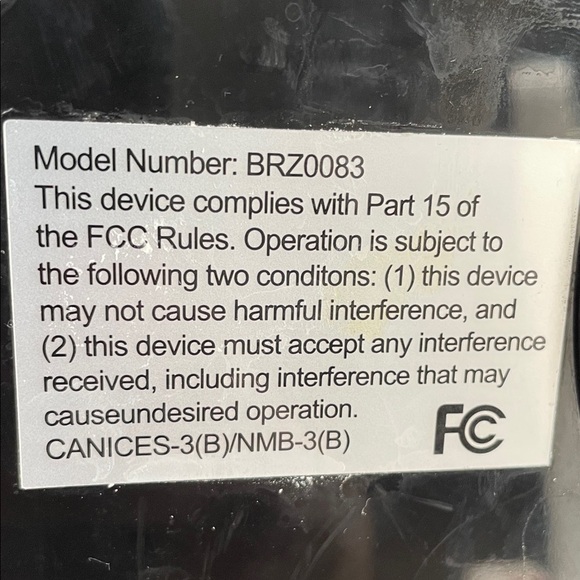 Model Number: BRZ0083
This device complies with Part 15 of
the FCC Rules. Operation is subject to
the following two conditons: (1) this device
may not cause harmful interference, and
(2) this device must accept any interference
received, including interference that may
causeundesired operation.
CANICES-3(B)/NMB-3(B)
FC